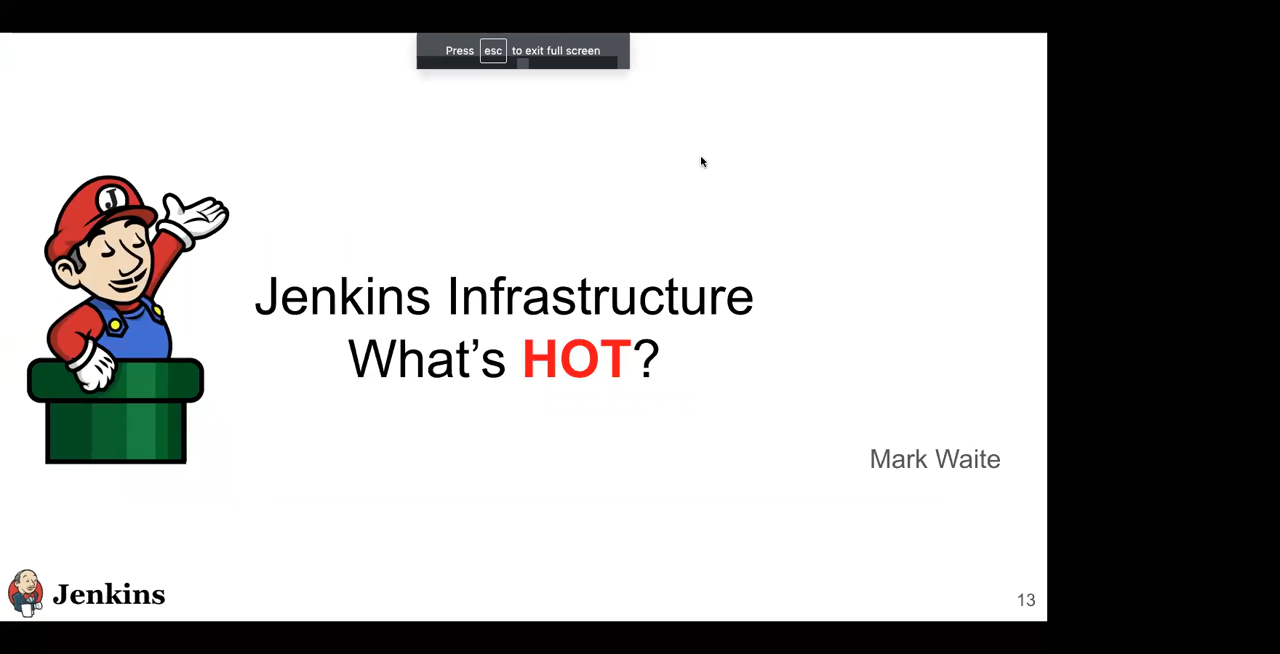 Press esc to exit full screen
J
Jenkins Infrastructure
What's HOT?
Mark Waite
Jenkins
13